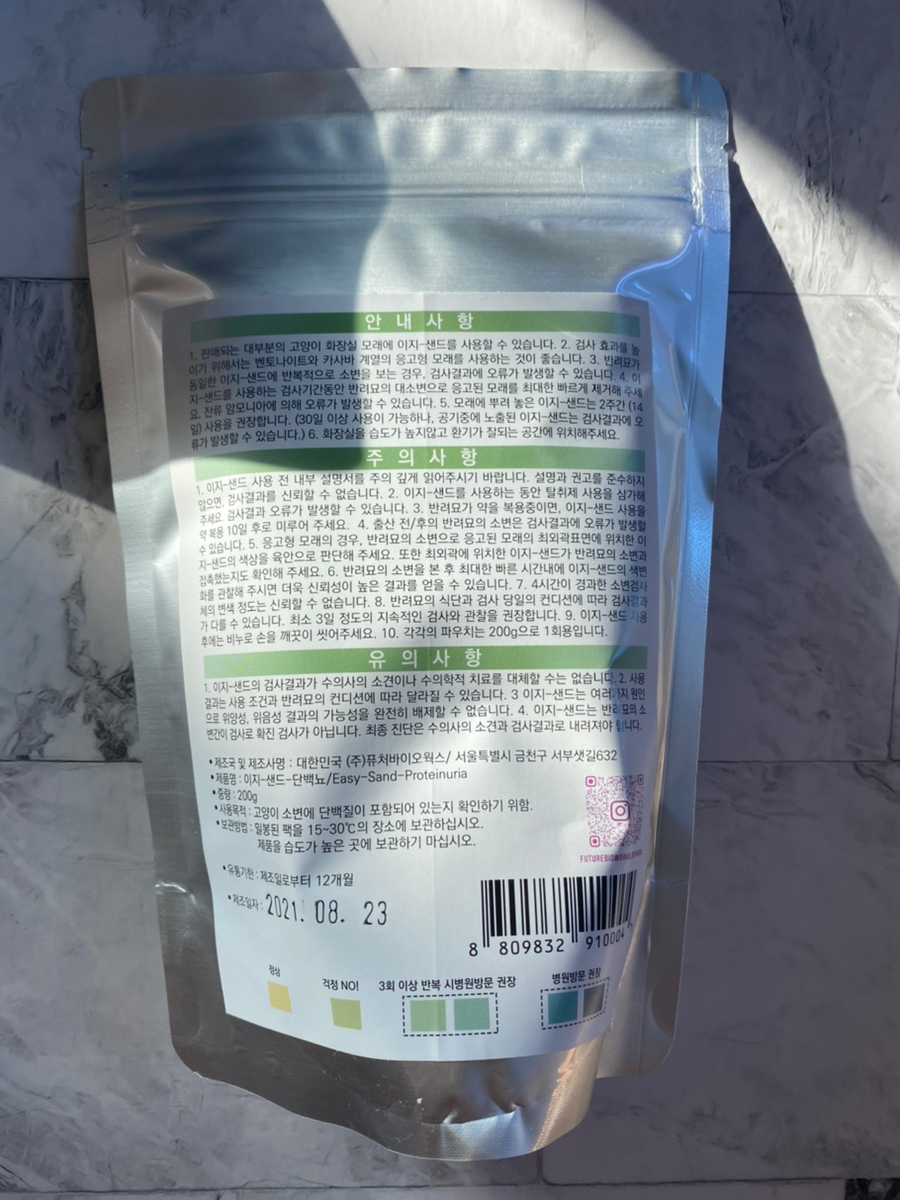 안내사항
1. 판매되는 대부분의 고양이 화장실 모래에 이지-샌드를 사용할 수 있습니다. 2. 검사 효과를 높
이기 위해서는 벤토나이트와 카사바 계열의 응고형 모래를 사용하는 것이 좋습니다. 3. 반려묘가
동일한 이지-샌드에 반복적으로 소변을 보는 경우, 검사결과에 오류가 발생할 수 있습니다. 4. 이
지-샌드를 사용하는 검사기간동안 반려묘의 대소변으로 응고된 모래를 최대한 빠르게 제거해 주세
요. 잔류 암모니아에 의해 오류가 발생할 수 있습니다. 5. 모래에 뿌려 놓은 이지-샌드는 2주간 (14
일) 사용을 권장합니다. (30일 이상 사용이 가능하나, 공기중에 노출된 이지-샌드는 검사결과에 오
류가 발생할 수 있습니다.) 6. 화장실을 습도가 높지않고 환기가 잘되는 공간에 위치해주세요.
주의사항
1. 이지-샌드 사용 전 내부 설명서를 주의 깊게 읽어주시기 바랍니다. 설명과 권고를 준수하지
않으면, 검사결과를 신뢰할 수 없습니다. 2. 이지-샌드를 사용하는 동안 탈취제 사용을 삼가해
주세요. 검사결과에 오류가 발생할 수 있습니다. 3. 반려묘가 약을 복용중이면, 이지-샌드 사용을
약 복용 10일 후로 미루어 주세요. 4. 출산 전/후의 반려묘의 소변은 검사결과에 오류가 발생할
수 있습니다. 5. 응고형 모래의 경우, 반려묘의 소변으로 응고된 모래의 최외곽표면에 위치한 이
지-샌드의 색상을 육안으로 판단해 주세요. 또한 최외곽에 위치한 이지-샌드가 반려묘의 소변과
접촉했는지도 확인해 주세요. 6. 반려묘의 소변을 본 후 최대한 빠른 시간내에 이지-샌드의 색변
화를 관찰해 주시면 더욱 신뢰성이 높은 결과를 얻을 수 있습니다. 7. 4시간이 경과한 소변검사
체의 변색 정도는 신뢰할 수 없습니다. 8. 반려묘의 식단과 검사 당일의 컨디션에 따라 검사결과
가 다를 수 있습니다. 최소 3일 정도의 지속적인 검사와 관찰을 권장합니다. 9. 이지-샌드 사용
후에는 비누로 손을 깨끗이 씻어주세요. 10. 각각의 파우치는 200g으로 1회용입니다.
유의사항
1. 이지-샌드의 검사결과가 수의사의 소견이나 수의학적 치료를 대체할 수는 없습니다. 2. 사용
결과는 사용 조건과 반려묘의 컨디션에 따라 달라질 수 있습니다. 3 이지-샌드는 여러가지 원인
으로 위양성, 위음성 결과의 가능성을 완전히 배제할 수 없습니다. 4. 이지-샌드는 반려묘의 소
변간이 검사로 확진 검사가 아닙니다. 최종 진단은 수의사의 소견과 검사결과로 내려져야 합니다.
• 제조국 및 제조사명 : 대한민국 (주)퓨처바이오웍스/ 서울특별시 금천구 서부샛길632
• 제품명 : 이지-샌드-단백뇨/Easy-Sand-Proteinuria
• 중량 : 200g
• 사용목적 : 고양이 소변에 단백질이 포함되어 있는지 확인하기 위함.
• 보관방법 : 밀봉된 팩을 15~30℃의 장소에 보관하십시오.
제품을 습도가 높은 곳에 보관하기 마십시오.
FUTUREBIOWORKS_OFFICIAL
• 유통기한 : 제조일로부터 12개월
• 제조일자 : 2021. 08. 23
8 809832 910004
정상
걱정 NO!
3회 이상 반복 시병원방문 권장
병원방문 권장